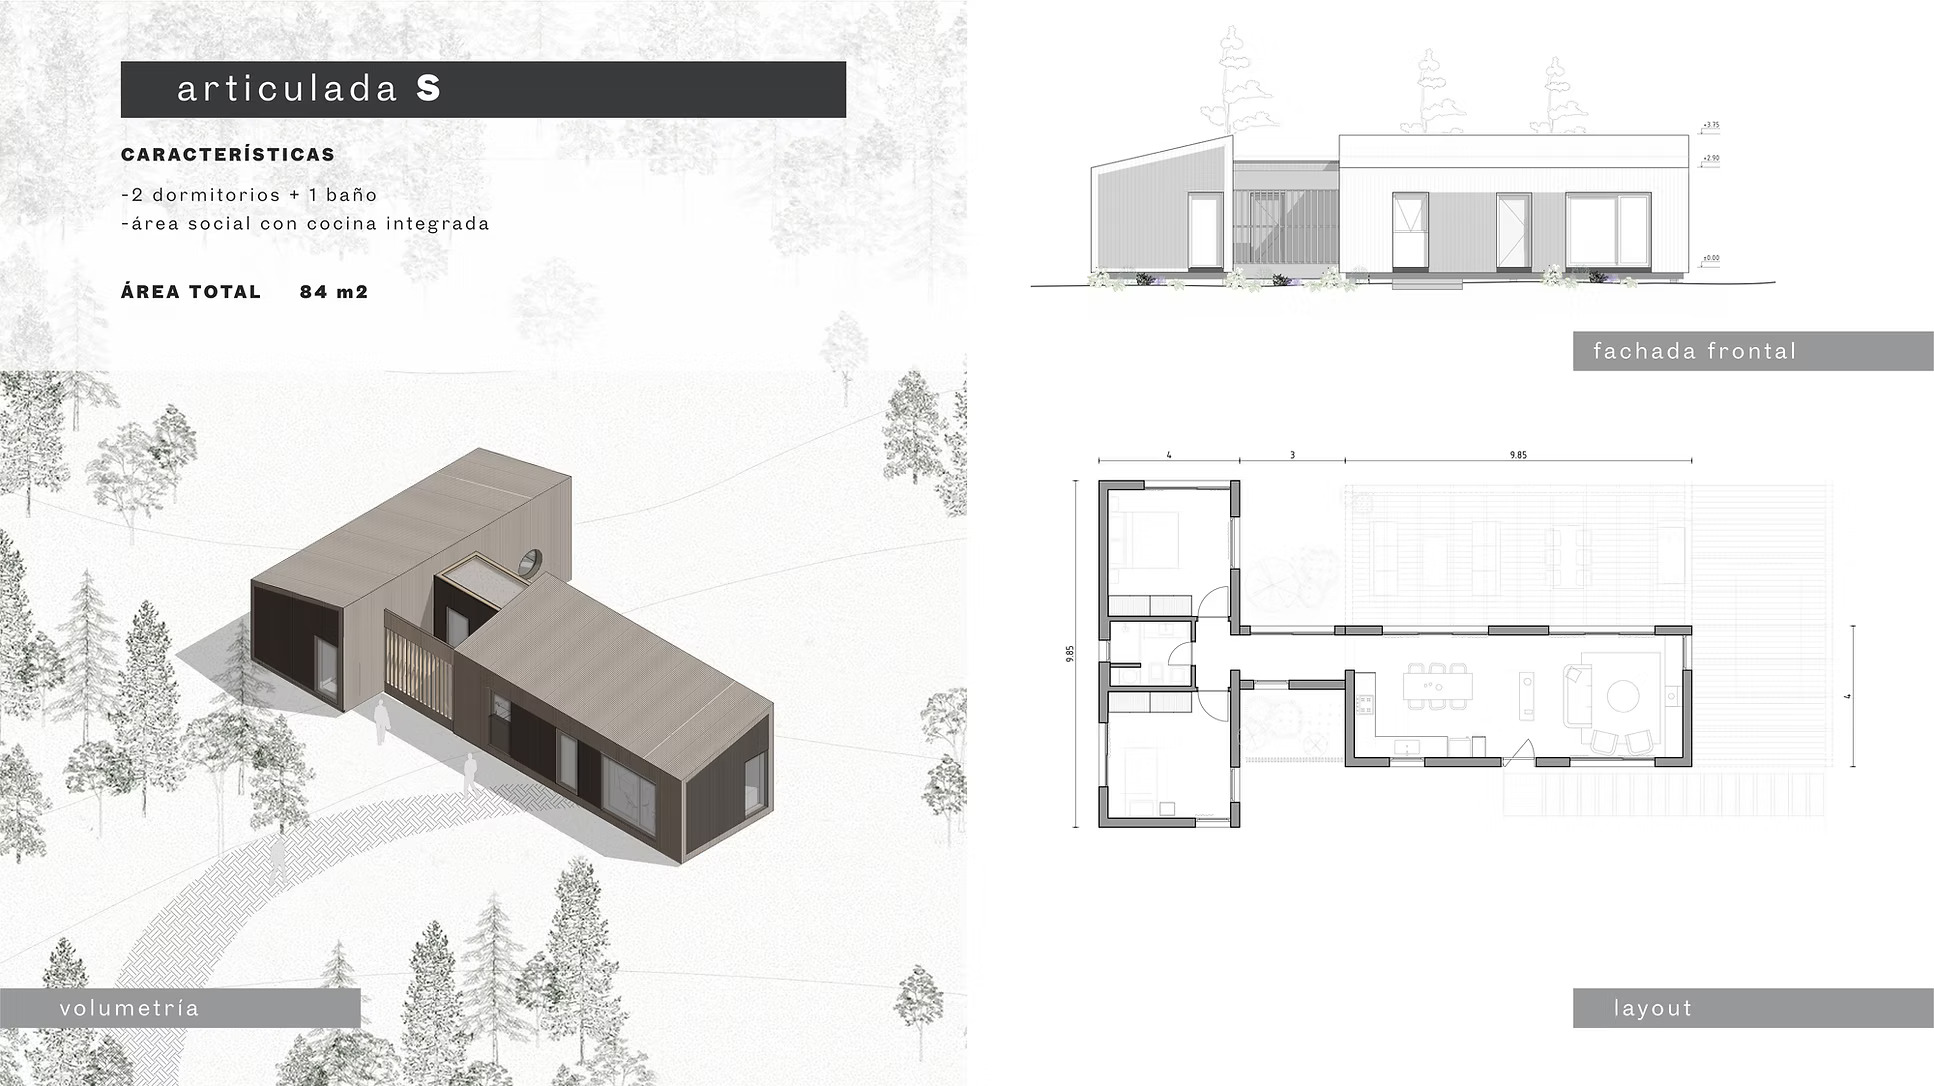 articulada S
CARACTERÍSTICAS
-2 dormitorios + 1 baño
-área social con cocina integrada
ÁREA TOTAL 84 m2
volumetría
+3.75
+2.90
±0.00
fachada frontal
4 3 9.85
9.85
4
layout